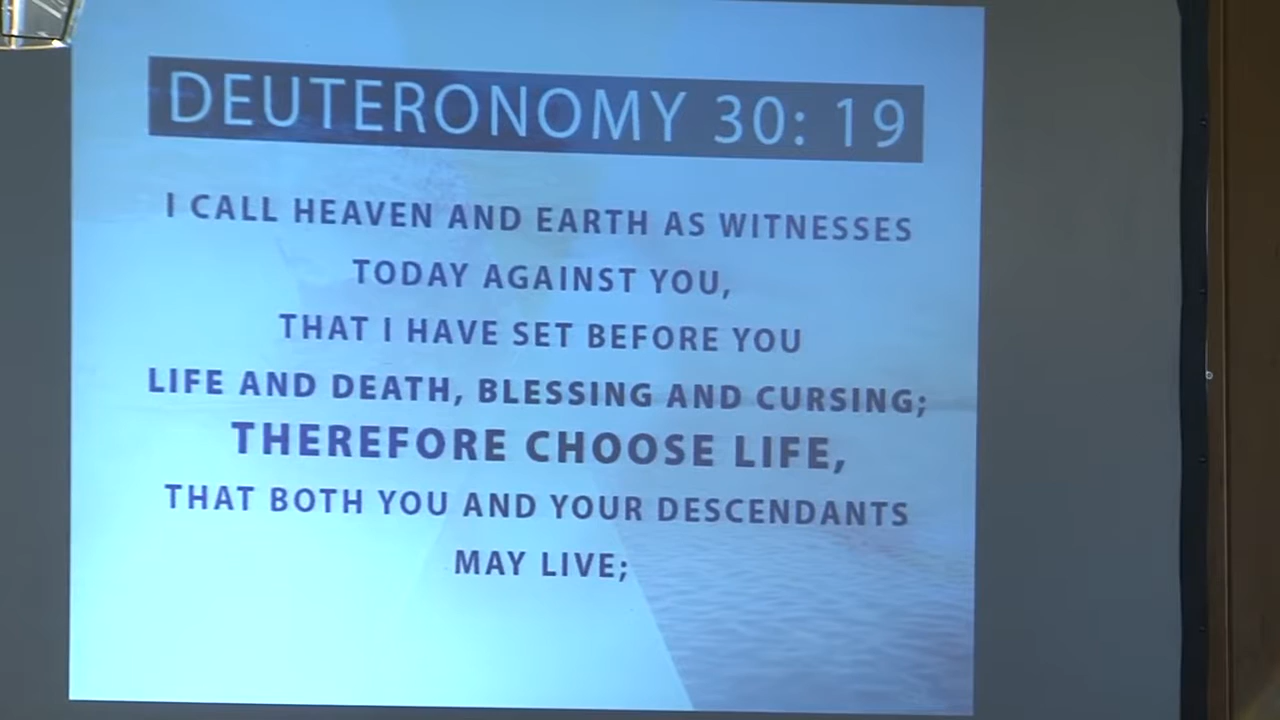 DEUTERONOMY 30: 19
I CALL HEAVEN AND EARTH AS WITNESSES
TODAY AGAINST YOU,
THAT I HAVE SET BEFORE YOU
LIFE AND DEATH, BLESSING AND CURSING;
THEREFORE CHOOSE LIFE,
THAT BOTH YOU AND YOUR DESCENDANTS
MAY LIVE;